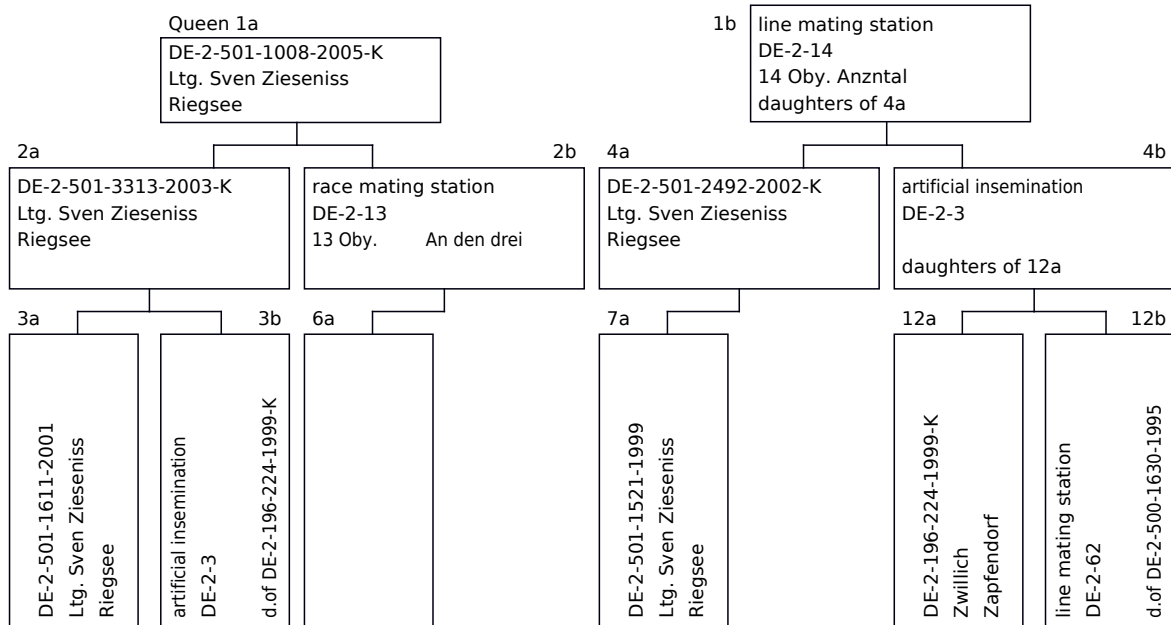 Queen 1a
DE-2-501-1008-2005-K
Ltg. Sven Zieseniss
Riegsee
1b
line mating station
DE-2-14
14 Oby. Anzntal
daughters of 4a
2a
DE-2-501-3313-2003-K
Ltg. Sven Zieseniss
Riegsee
2b
race mating station
DE-2-13
13 Oby. An den drei
4a
DE-2-501-2492-2002-K
Ltg. Sven Zieseniss
Riegsee
4b
artificial insemination
DE-2-3
daughters of 12a
3a
DE-2-501-1611-2001
Ltg. Sven Zieseniss
Riegsee
3b
artificial insemination
DE-2-3
d.of DE-2-196-224-1999-K
6a
7a
DE-2-501-1521-1999
Ltg. Sven Zieseniss
Riegsee
12a
DE-2-196-224-1999-K
Zwillich
Zapfendorf
12b
line mating station
DE-2-62
d.of DE-2-500-1630-1995